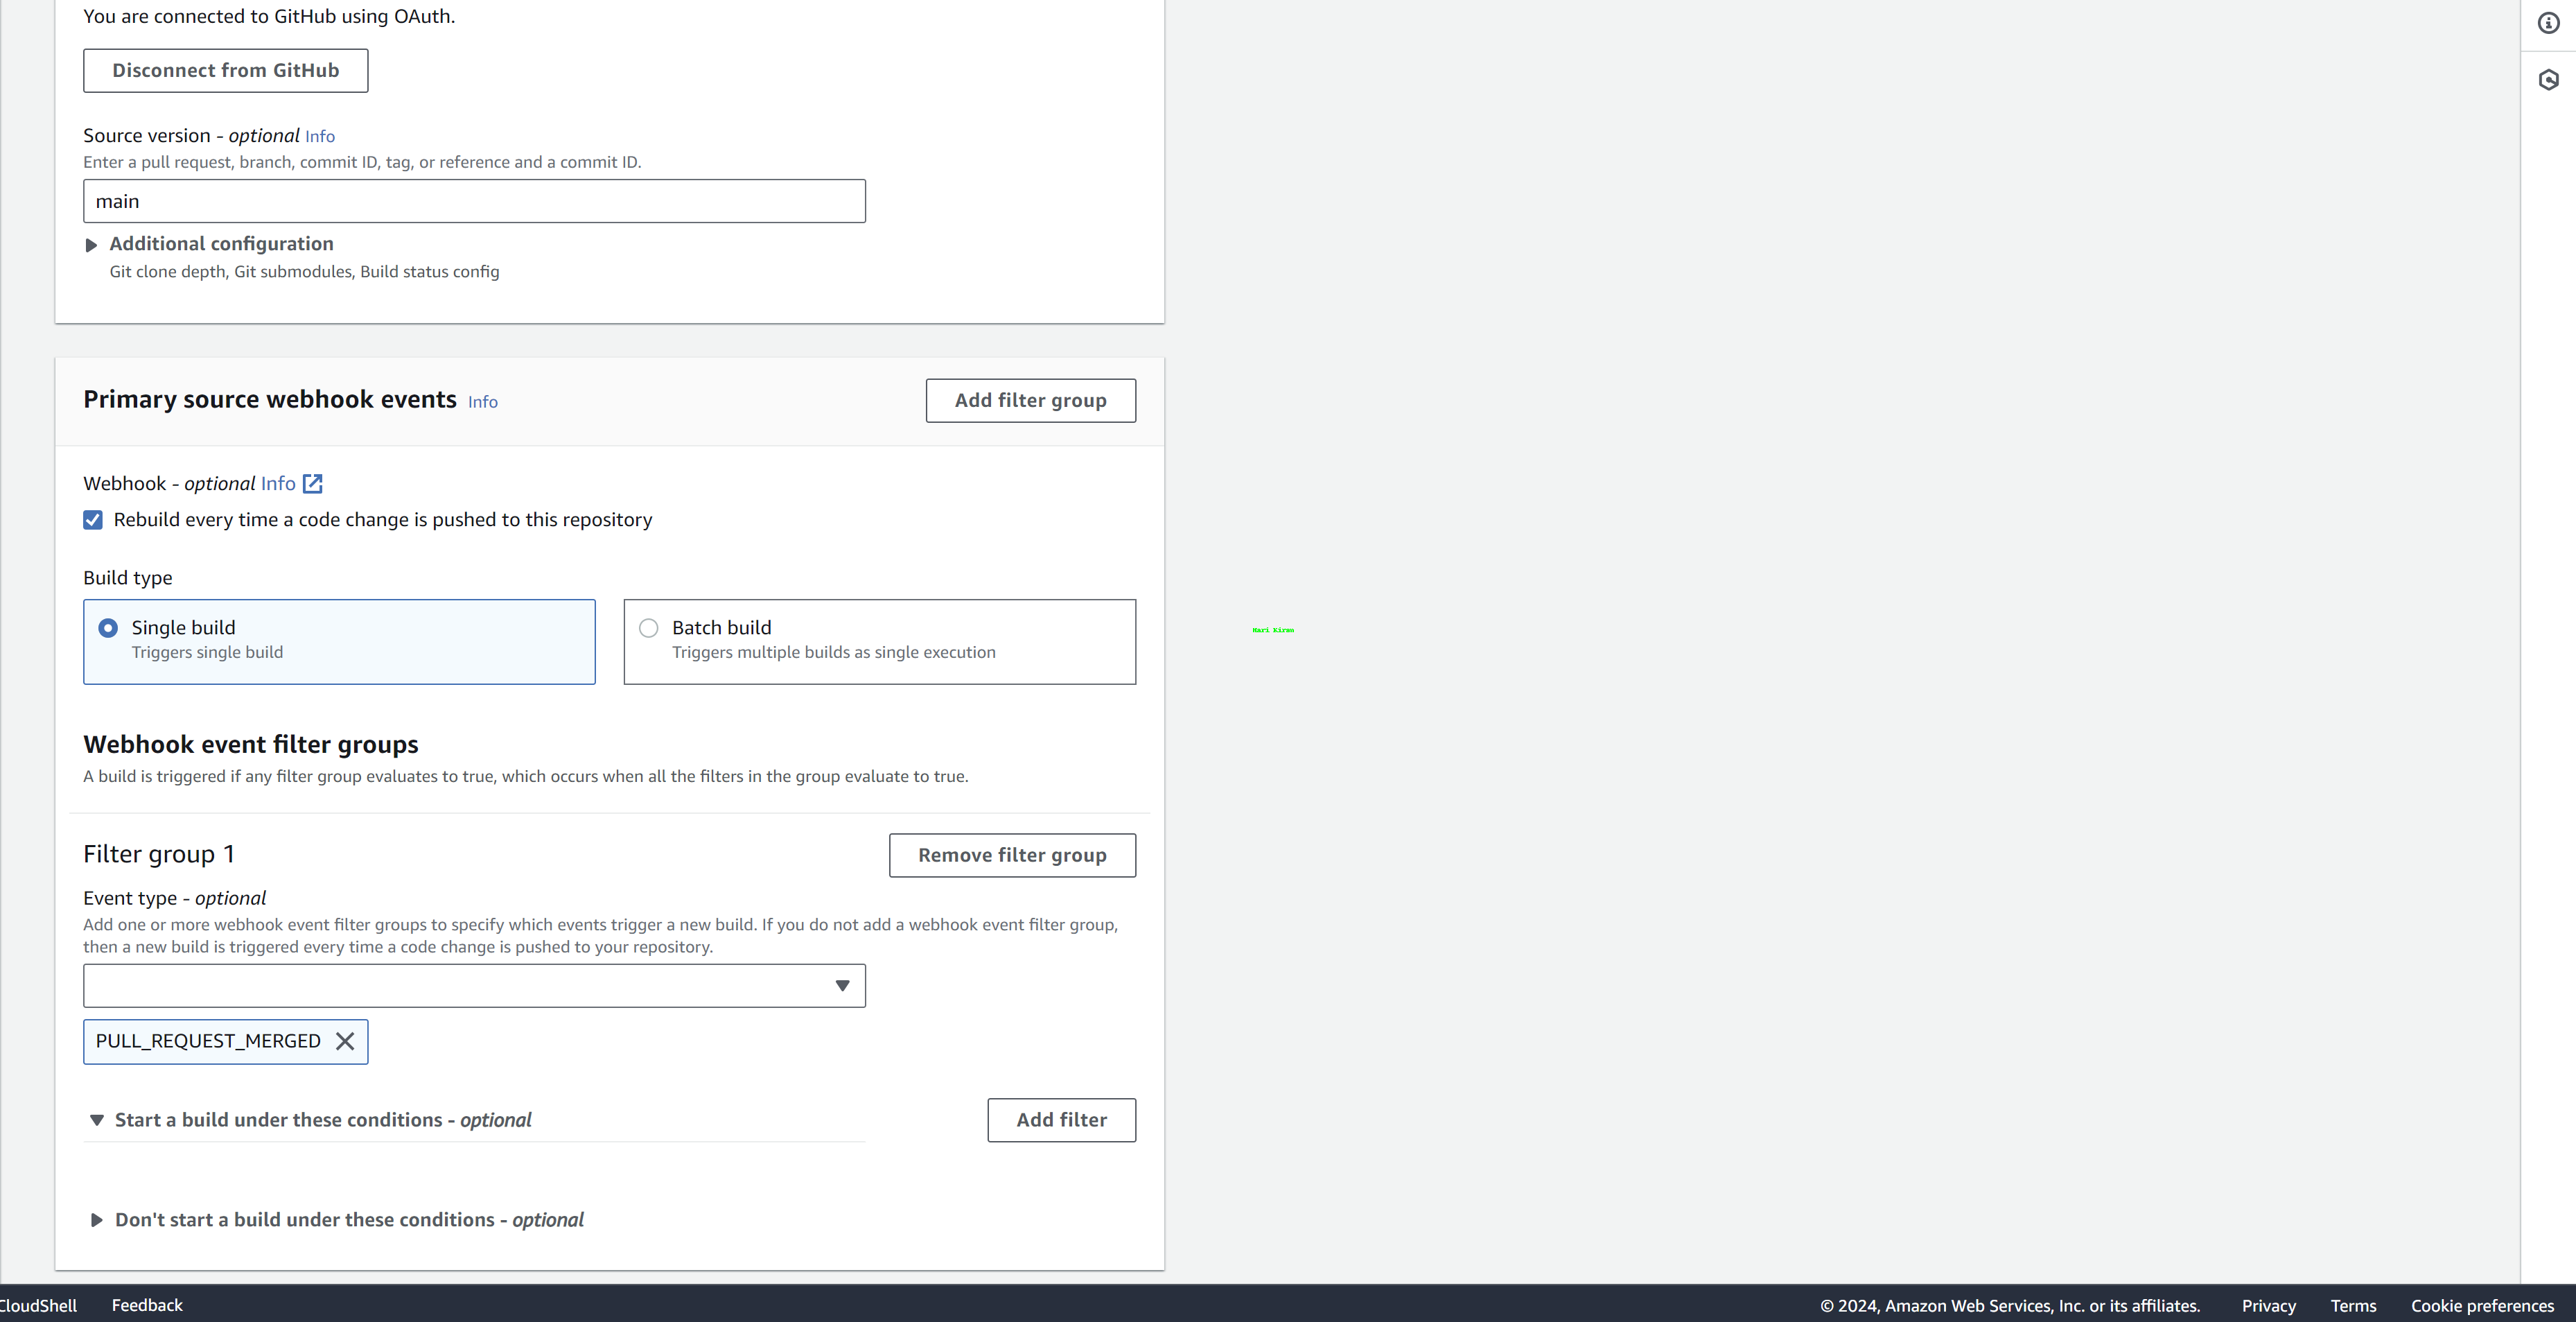 You are connected to GitHub using OAuth.
Disconnect from GitHub
Source version - optional Info
Enter a pull request, branch, commit ID, tag, or reference and a commit ID.
main
Additional configuration
Git clone depth, Git submodules, Build status config
Primary source webhook events Info
Add filter group
Webhook - optional Info
Rebuild every time a code change is pushed to this repository
Build type
Single build
Triggers single build
Batch build
Triggers multiple builds as single execution
Hari Kiran
Webhook event filter groups
A build is triggered if any filter group evaluates to true, which occurs when all the filters in the group evaluate to true.
Filter group 1
Remove filter group
Event type - optional
Add one or more webhook event filter groups to specify which events trigger a new build. If you do not add a webhook event filter group,
then a new build is triggered every time a code change is pushed to your repository.
PULL_REQUEST_MERGED
Start a build under these conditions - optional
Add filter
Don't start a build under these conditions - optional
CloudShell
Feedback
© 2024, Amazon Web Services, Inc. or its affiliates.
Privacy
Terms
Cookie preferences